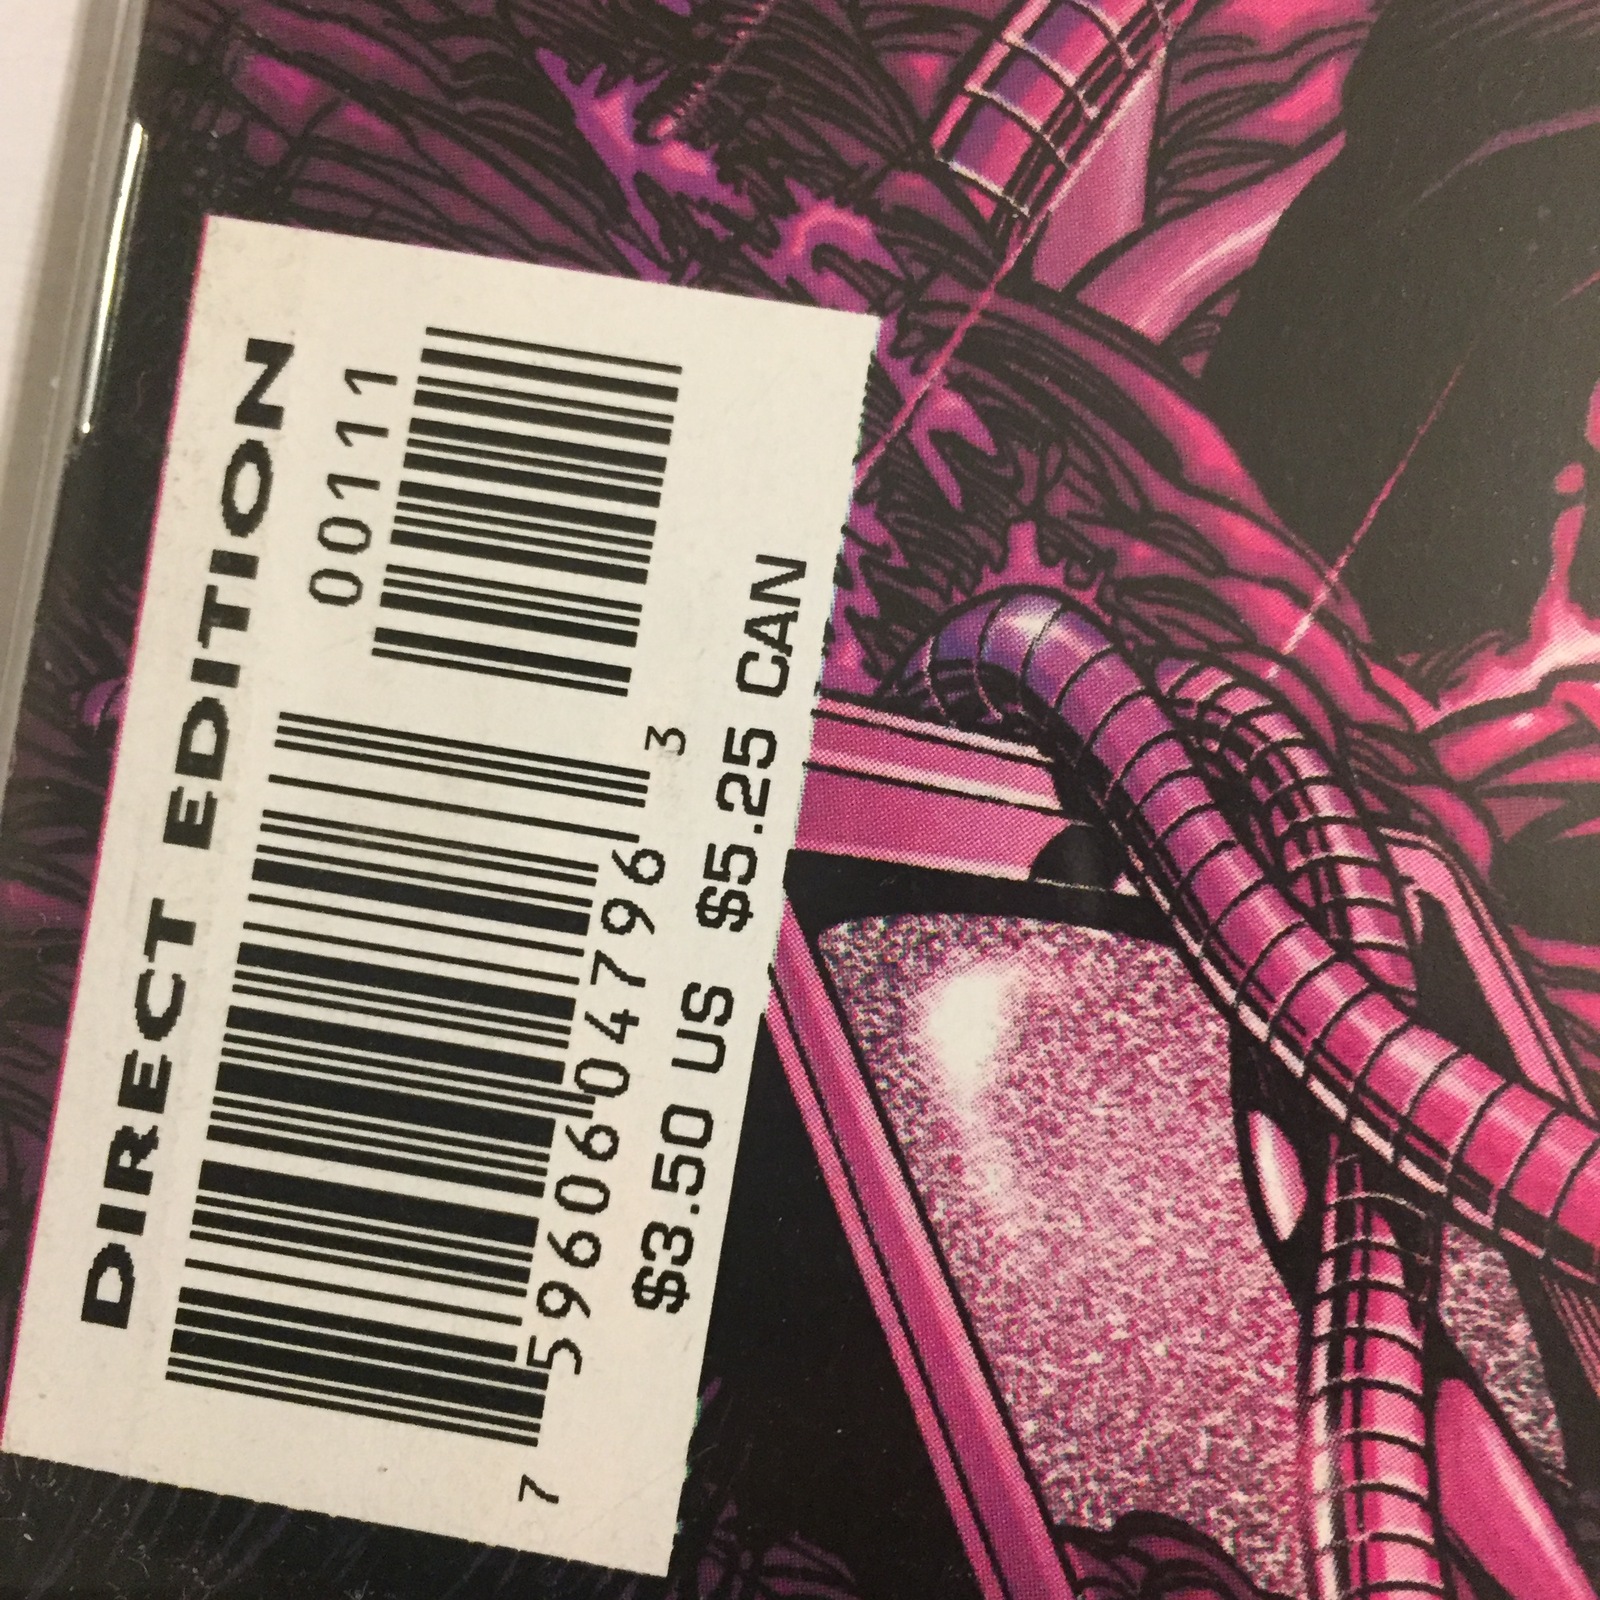 DIRECT EDITION
00111
7 59606 04796 3
$3.50 US $5.25 CAN